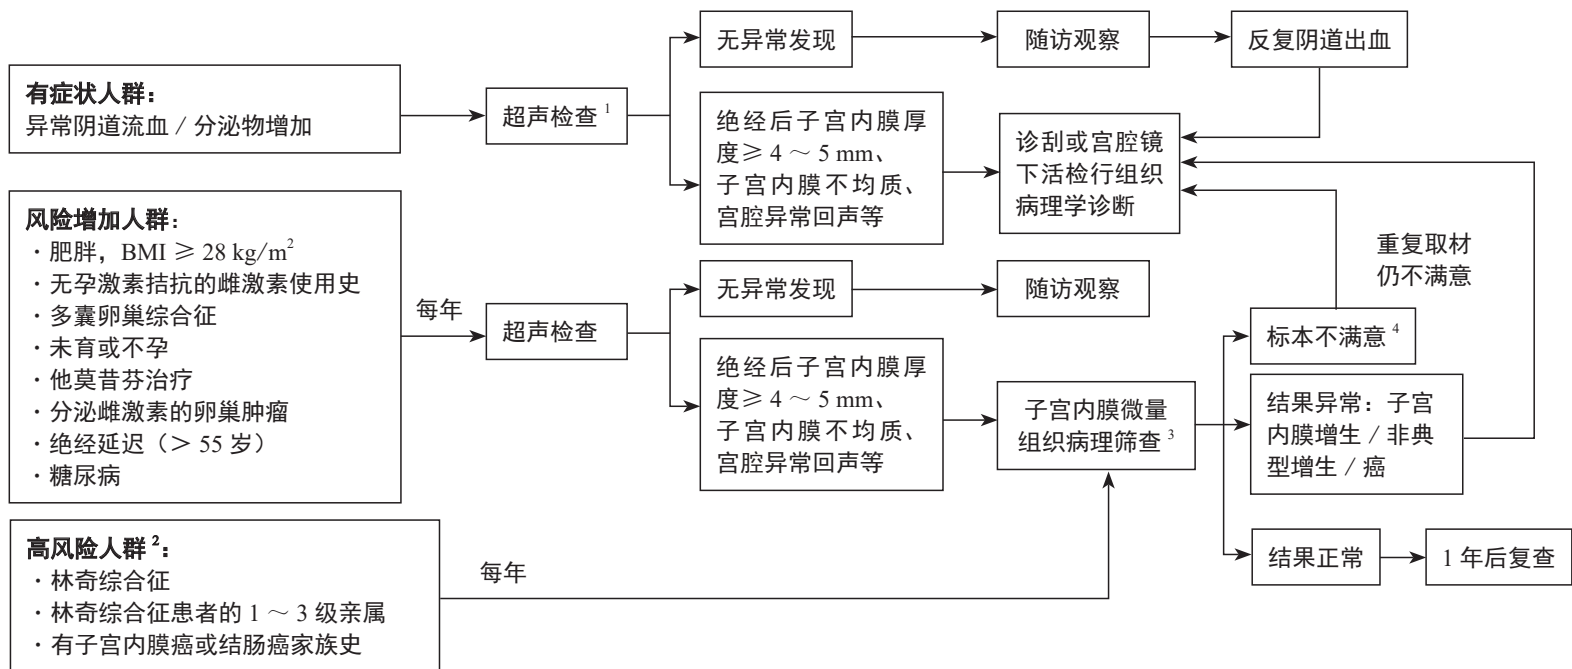 有症状人群：
异常阴道流血 / 分泌物增加
超声检查 1
无异常发现
随访观察
反复阴道出血
绝经后子宫内膜厚
度≥ 4 ～ 5 mm、
子宫内膜不均质、
宫腔异常回声等
诊刮或宫腔镜
下活检行组织
病理学诊断
风险增加人群：
· 肥胖，BMI ≥ 28 kg/m2
· 无孕激素拮抗的雌激素使用史
· 多囊卵巢综合征
· 未育或不孕
· 他莫昔芬治疗
· 分泌雌激素的卵巢肿瘤
· 绝经延迟（> 55 岁）
· 糖尿病
每年
超声检查
无异常发现
随访观察
绝经后子宫内膜厚
度≥ 4 ～ 5 mm、
子宫内膜不均质、
宫腔异常回声等
子宫内膜微量
组织病理筛查 3
重复取材
仍不满意
标本不满意 4
结果异常：子宫
内膜增生 / 非典
型增生 / 癌
结果正常
1 年后复查
高风险人群 2：
· 林奇综合征
· 林奇综合征患者的 1 ～ 3 级亲属
· 有子宫内膜癌或结肠癌家族史
每年